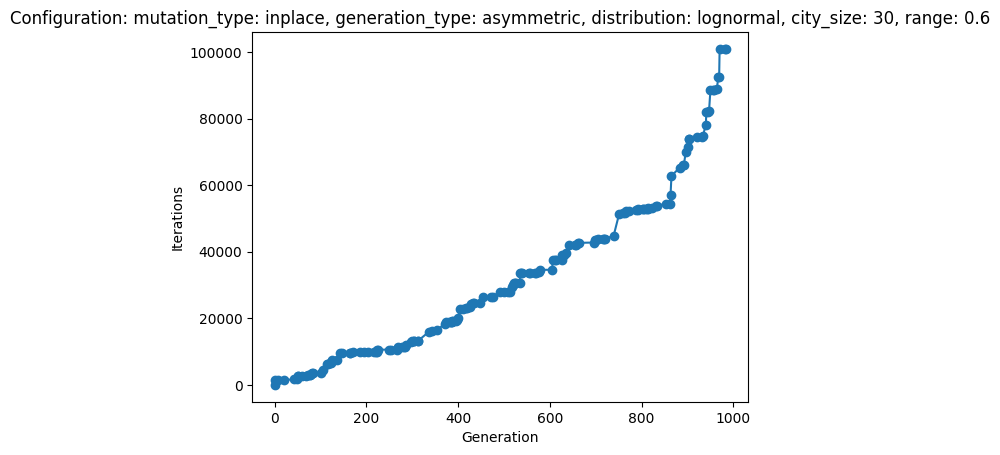 Configuration: mutation_type: inplace, generation_type: asymmetric, distribution: lognormal, city_size: 30, range: 0.6
100000
80000
60000
40000
20000
0
Iterations
0 200 400 600 800 1000
Generation